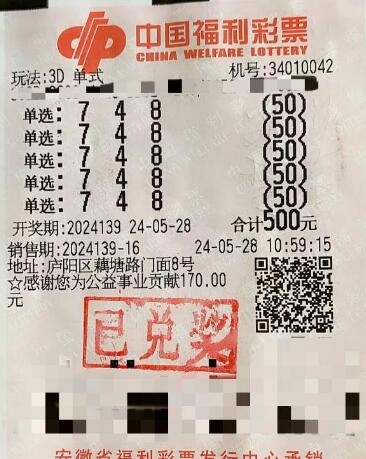 中国福利彩票
CHINA WELFARE LOTTERY
玩法:3D 单式 机号:34010042
单选: 7 4 8 (50)
单选: 7 4 8 (50)
单选: 7 4 8 (50)
单选: 7 4 8 (50)
单选: 7 4 8 (50)
开奖期:2024139 24-05-28 合计500元
销售期:2024139-16 24-05-28 10:59:15
地址:庐阳区藕塘路门面8号
☆感谢您为公益事业贡献170.00
元
已兑奖
安徽省福利彩票发行中心承销